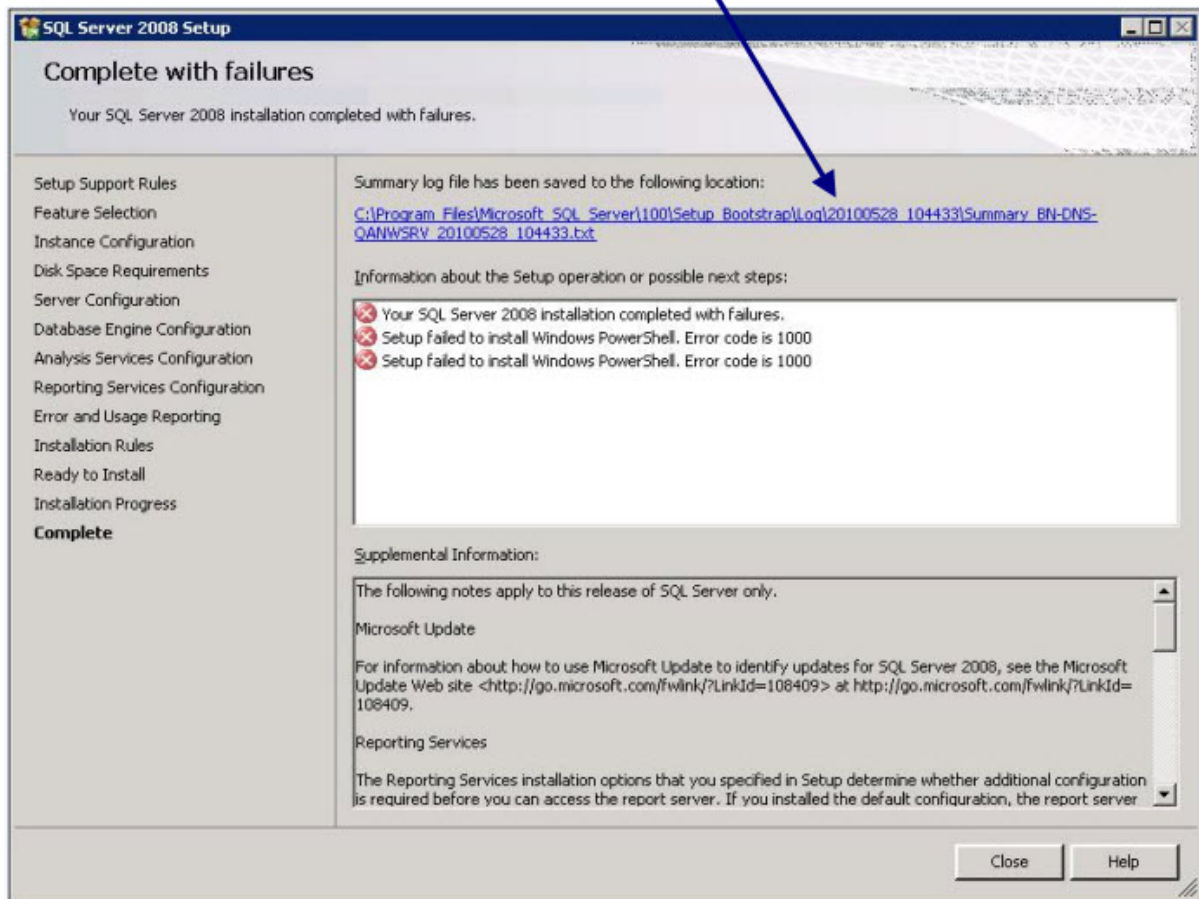 SQL Server 2008 Setup
Complete with failures
Your SQL Server 2008 installation completed with failures.
Setup Support Rules
Feature Selection
Instance Configuration
Disk Space Requirements
Server Configuration
Database Engine Configuration
Analysis Services Configuration
Reporting Services Configuration
Error and Usage Reporting
Installation Rules
Ready to Install
Installation Progress
Complete
Summary log file has been saved to the following location:
C:\Program Files\Microsoft SQL Server\100\Setup Bootstrap\Log\20100528_104433\Summary_BN-DNS-
QANWSRV_20100528_104433.txt
Information about the Setup operation or possible next steps:
Your SQL Server 2008 installation completed with failures.
Setup failed to install Windows PowerShell. Error code is 1000
Setup failed to install Windows PowerShell. Error code is 1000
Supplemental Information:
The following notes apply to this release of SQL Server only.
Microsoft Update
For information about how to use Microsoft Update to identify updates for SQL Server 2008, see the Microsoft
Update Web site <http://go.microsoft.com/fwlink/?LinkId=108409> at http://go.microsoft.com/fwlink/?LinkId=
108409.
Reporting Services
The Reporting Services installation options that you specified in Setup determine whether additional configuration
is required before you can access the report server. If you installed the default configuration, the report server
Close
Help